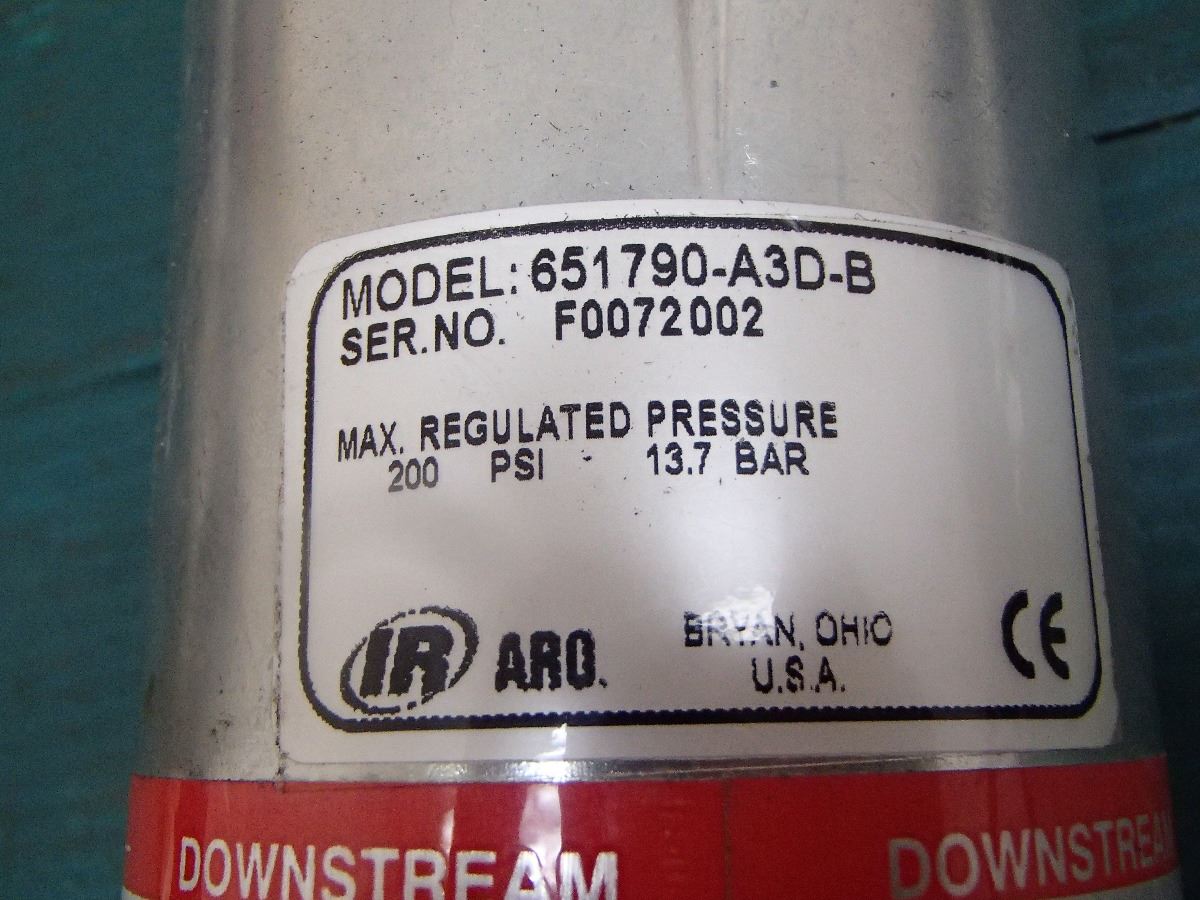 MODEL: 651790-A3D-B
SER.NO. F0072002
MAX. REGULATED PRESSURE
200 PSI - 13.7 BAR
IR ARO. BRYAN, OHIO
U.S.A. CE
DOWNSTREAM DOWNSTREA